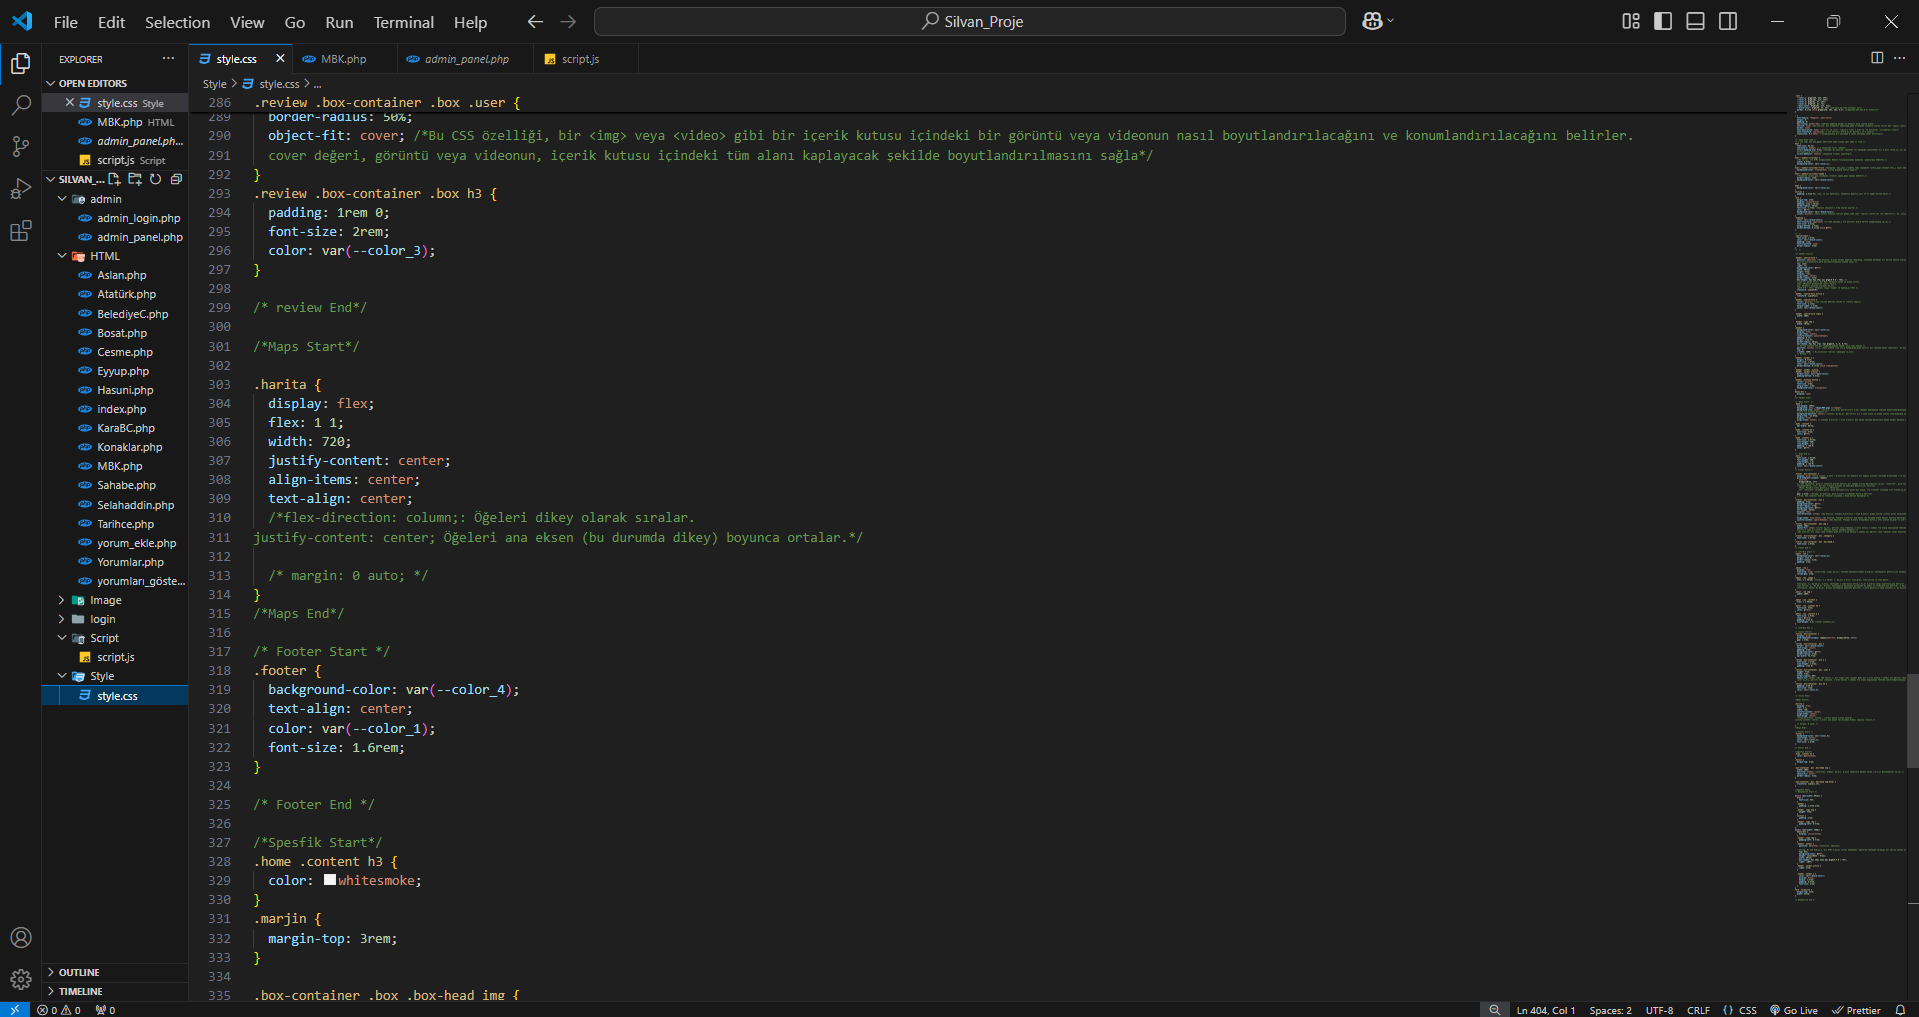 File Edit Selection View Go Run Terminal Help
Silvan_Proje
EXPLORER
OPEN EDITORS
style.css Style
MBK.php HTML
admin_panel.ph...
script.js Script
SILVAN_...
admin
admin_login.php
admin_panel.php
HTML
Aslan.php
Atatürk.php
BelediyeC.php
Bosat.php
Cesme.php
Eyyup.php
Hasuni.php
index.php
KaraBC.php
Konaklar.php
MBK.php
Sahabe.php
Selahaddin.php
Tarihce.php
yorum_ekle.php
Yorumlar.php
yorumları_göste...
Image
login
Script
script.js
Style
style.css
OUTLINE
TIMELINE
style.css MBK.php admin_panel.php script.js
Style > style.css > ...
286 .review .box-container .box .user {
289 border-radius: 50%;
290 object-fit: cover; /*Bu CSS özelliği, bir <img> veya <video> gibi bir içerik kutusu içindeki bir görüntü veya videonun nasıl boyutlandırılacağını ve konumlandırılacağını belirler.
291 cover değeri, görüntü veya videonun, içerik kutusu içindeki tüm alanı kaplayacak şekilde boyutlandırılmasını sağla*/
292 }
293 .review .box-container .box h3 {
294 padding: 1rem 0;
295 font-size: 2rem;
296 color: var(--color_3);
297 }
298
299 /* review End*/
300
301 /*Maps Start*/
302
303 .harita {
304 display: flex;
305 flex: 1 1;
306 width: 720;
307 justify-content: center;
308 align-items: center;
309 text-align: center;
310 /*flex-direction: column;: Öğeleri dikey olarak sıralar.
311 justify-content: center; Öğeleri ana eksen (bu durumda dikey) boyunca ortalar.*/
312
313 /* margin: 0 auto; */
314 }
315 /*Maps End*/
316
317 /* Footer Start */
318 .footer {
319 background-color: var(--color_4);
320 text-align: center;
321 color: var(--color_1);
322 font-size: 1.6rem;
323 }
324
325 /* Footer End */
326
327 /*Spesfik Start*/
328 .home .content h3 {
329 color: whitesmoke;
330 }
331 .marjin {
332 margin-top: 3rem;
333 }
334
335 .box-container .box .box-head img {
0 0 0 Ln 404, Col 1 Spaces: 2 UTF-8 CRLF {} CSS Go Live Prettier